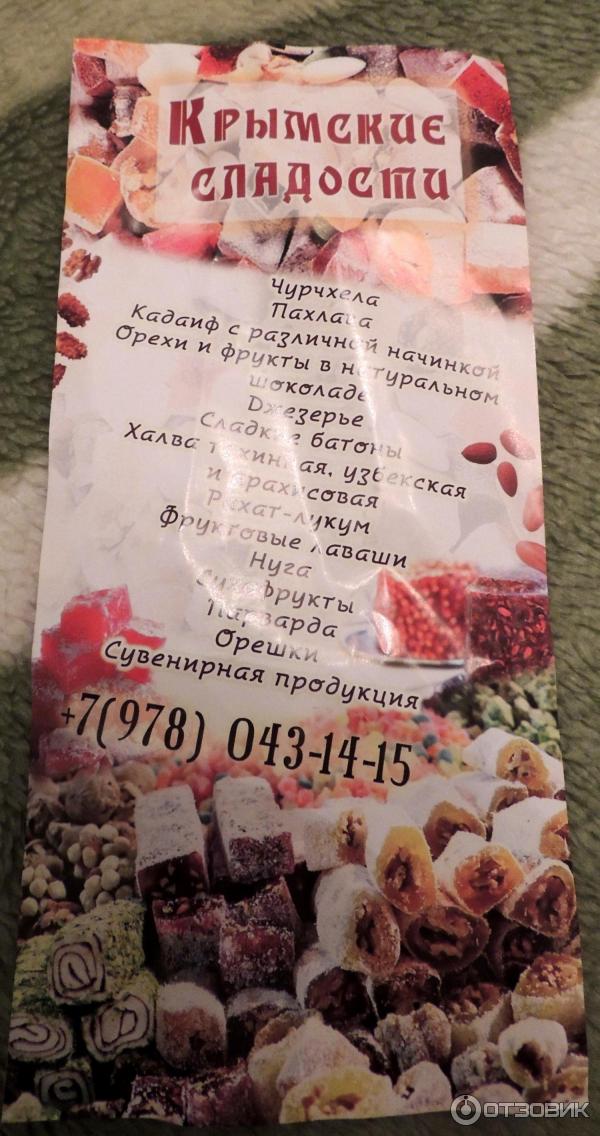 Крымские
сладости
Чурчхела
Пахлава
Кадаиф с различной начинкой
Орехи и фрукты в натуральном
шоколаде
Джезерье
Сладкие батоны
Халва тахинная, узбекская
и арахисовая
Рахат-лукум
Фруктовые лаваши
Нуга
Сухофрукты
Парварда
Орешки
Сувенирная продукция
+7(978) 043-14-15
ОТЗОВИК